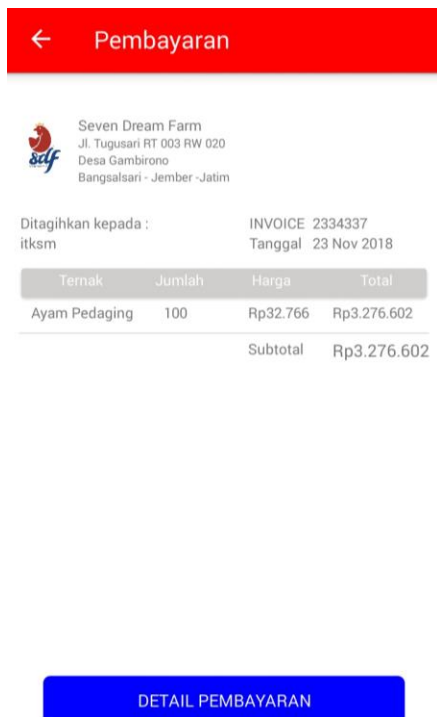 Pembayaran
Seven Dream Farm
Jl. Tugusari RT 003 RW 020
Desa Gambirono
Bangsalsari - Jember -Jatim
sdf
Ditagihkan kepada :
itksm
INVOICE 2334337
Tanggal 23 Nov 2018
Ternak Jumlah Harga Total
Ayam Pedaging 100 Rp32.766 Rp3.276.602
Subtotal Rp3.276.602
DETAIL PEMBAYARAN